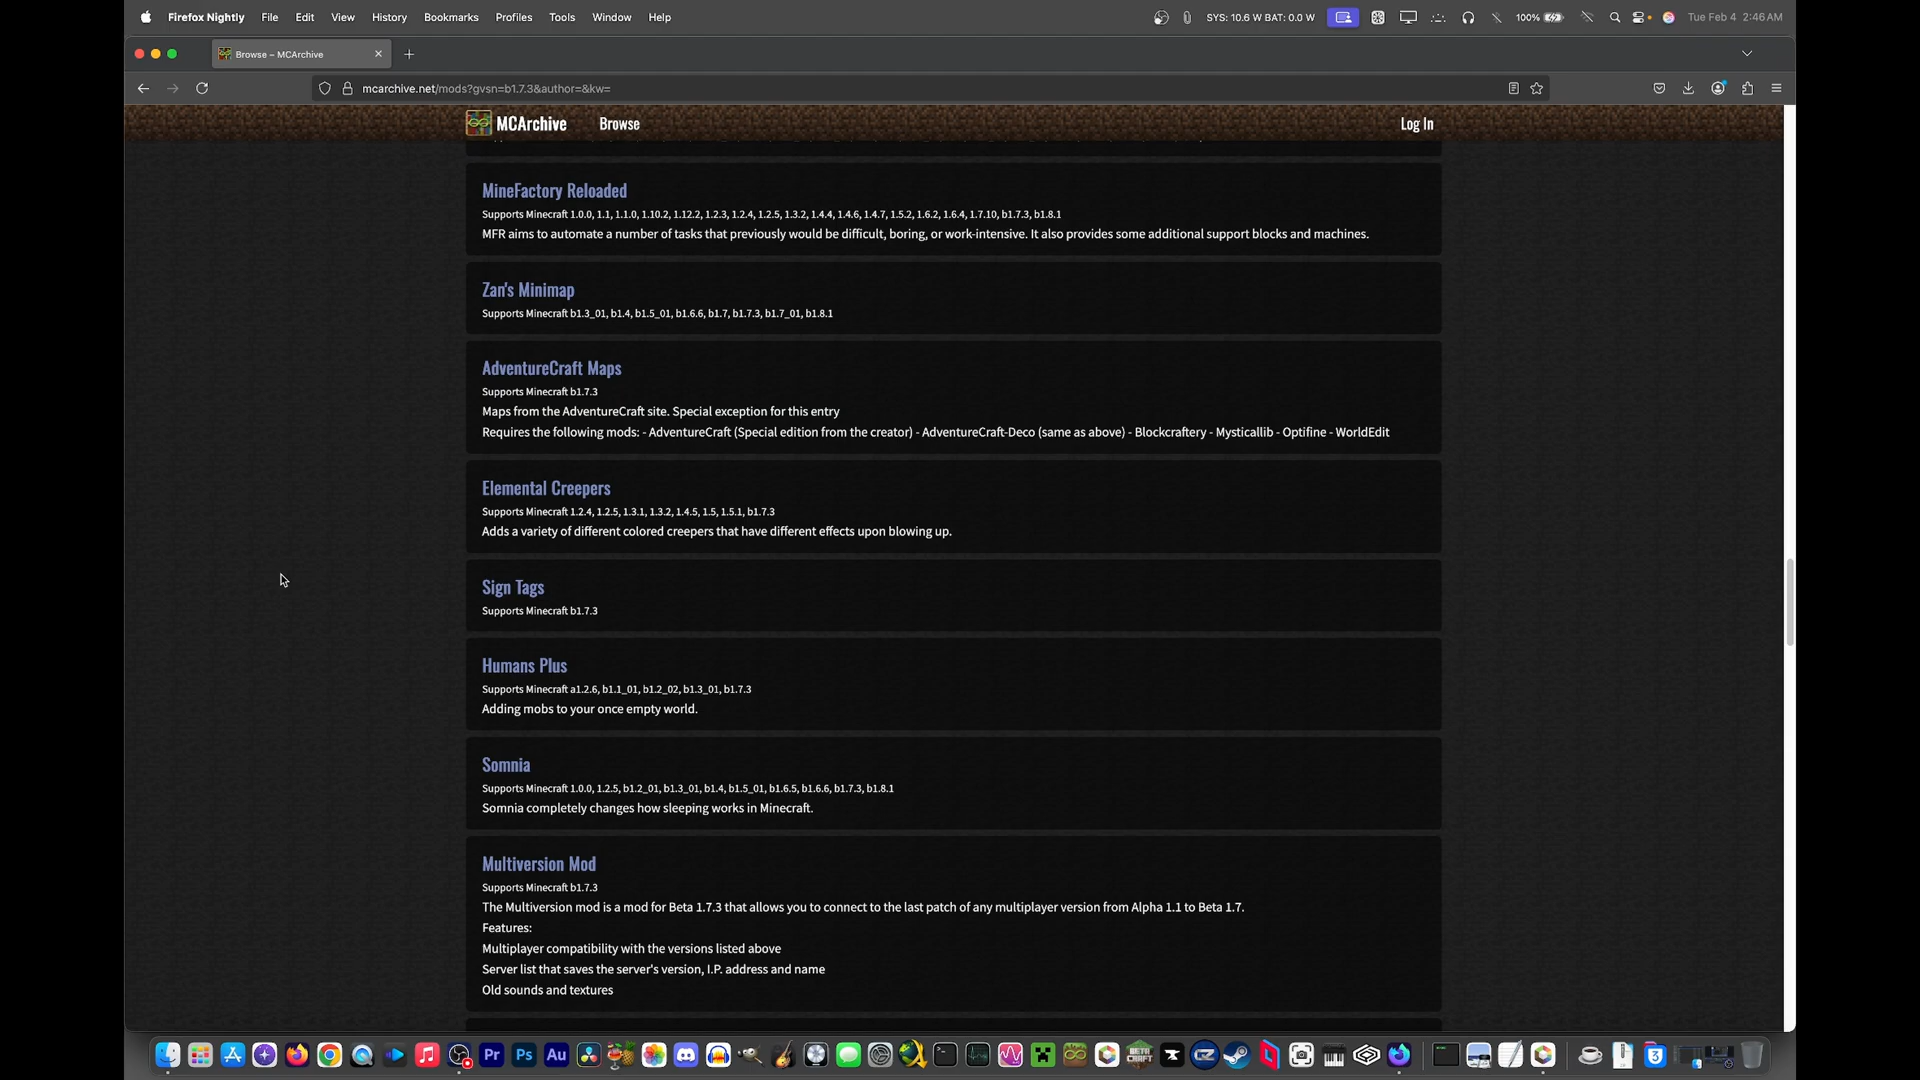 Firefox Nightly File Edit View History Bookmarks Profiles Tools Window Help SYS: 10.6 W BAT: 0.0 W 100% Tue Feb 4 2:46 AM
Browse – MCArchive
mcarchive.net/mods?gvsn=b1.7.3&author=&kw=
MCArchive Browse Log In
MineFactory Reloaded
Supports Minecraft 1.0.0, 1.1, 1.1.0, 1.10.2, 1.12.2, 1.2.3, 1.2.4, 1.2.5, 1.3.2, 1.4.4, 1.4.6, 1.4.7, 1.5.2, 1.6.2, 1.6.4, 1.7.10, b1.7.3, b1.8.1
MFR aims to automate a number of tasks that previously would be difficult, boring, or work-intensive. It also provides some additional support blocks and machines.
Zan's Minimap
Supports Minecraft b1.3_01, b1.4, b1.5_01, b1.6.6, b1.7, b1.7.3, b1.7_01, b1.8.1
AdventureCraft Maps
Supports Minecraft b1.7.3
Maps from the AdventureCraft site. Special exception for this entry
Requires the following mods: - AdventureCraft (Special edition from the creator) - AdventureCraft-Deco (same as above) - Blockcraftery - Mysticallib - Optifine - WorldEdit
Elemental Creepers
Supports Minecraft 1.2.4, 1.2.5, 1.3.1, 1.3.2, 1.4.5, 1.5, 1.5.1, b1.7.3
Adds a variety of different colored creepers that have different effects upon blowing up.
Sign Tags
Supports Minecraft b1.7.3
Humans Plus
Supports Minecraft a1.2.6, b1.1_01, b1.2_02, b1.3_01, b1.7.3
Adding mobs to your once empty world.
Somnia
Supports Minecraft 1.0.0, 1.2.5, b1.2_01, b1.3_01, b1.4, b1.5_01, b1.6.5, b1.6.6, b1.7.3, b1.8.1
Somnia completely changes how sleeping works in Minecraft.
Multiversion Mod
Supports Minecraft b1.7.3
The Multiversion mod is a mod for Beta 1.7.3 that allows you to connect to the last patch of any multiplayer version from Alpha 1.1 to Beta 1.7.
Features:
Multiplayer compatibility with the versions listed above
Server list that saves the server's version, I.P. address and name
Old sounds and textures
Pr Ps Au BETA CRAFT 3